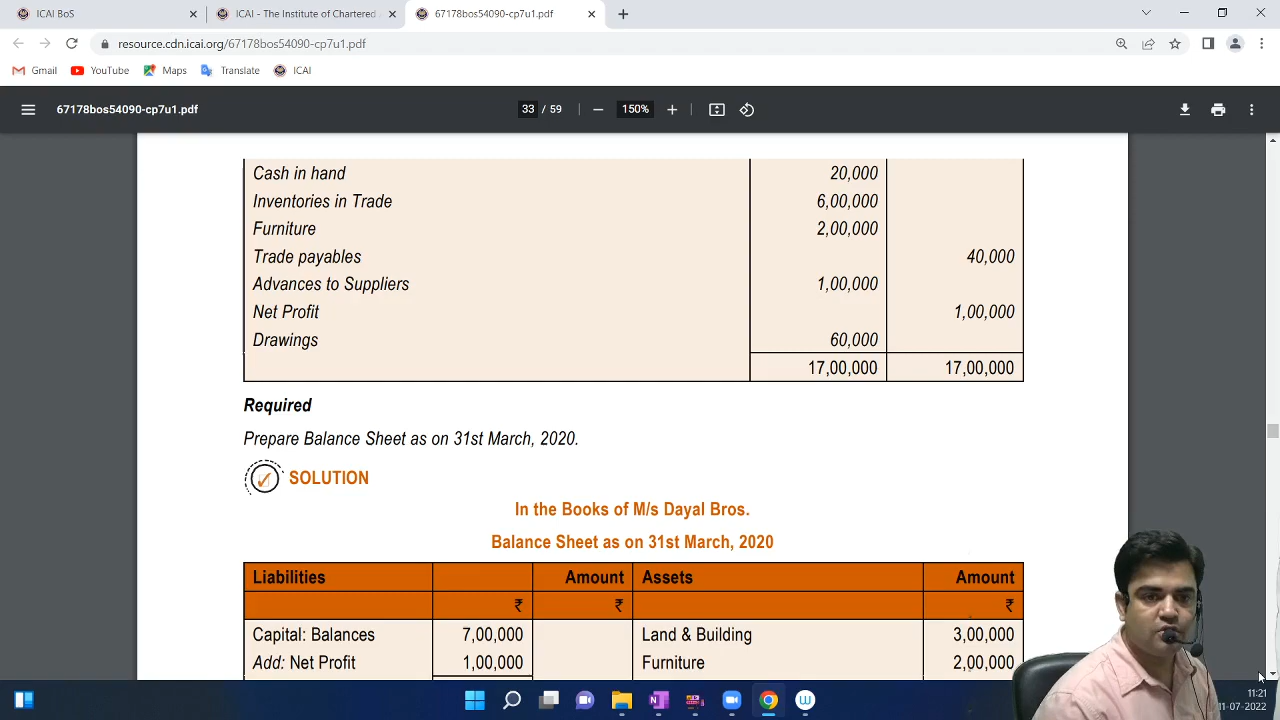 ICAI BOS
ICAI - The Institute of Chartered
67178bos54090-cp7u1.pdf
resource.cdn.icai.org/67178bos54090-cp7u1.pdf
Gmail YouTube Maps Translate ICAI
67178bos54090-cp7u1.pdf 33 / 59 150%
Cash in hand 20,000
Inventories in Trade 6,00,000
Furniture 2,00,000
Trade payables 40,000
Advances to Suppliers 1,00,000
Net Profit 1,00,000
Drawings 60,000
17,00,000 17,00,000
Required
Prepare Balance Sheet as on 31st March, 2020.
SOLUTION
In the Books of M/s Dayal Bros.
Balance Sheet as on 31st March, 2020
Liabilities Amount Assets Amount
₹ ₹ ₹
Capital: Balances 7,00,000 Land & Building 3,00,000
Add: Net Profit 1,00,000 Furniture 2,00,000
11:21
11-07-2022